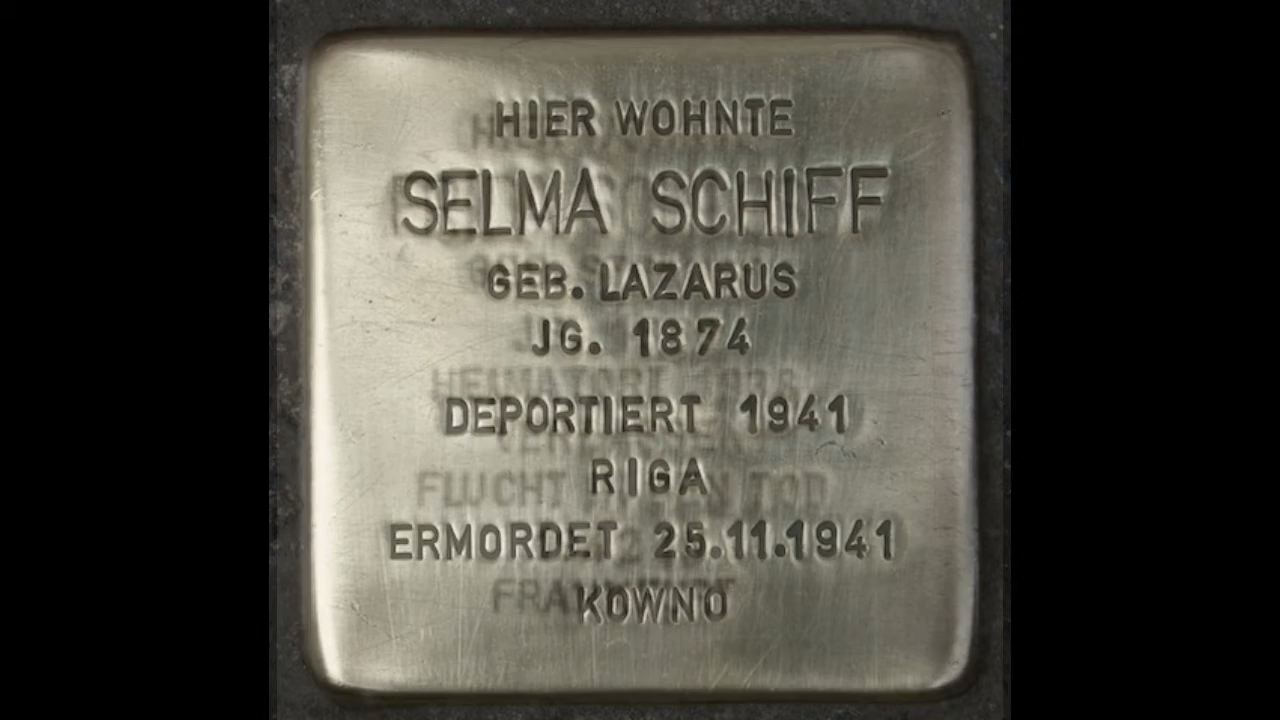 HIER WOHNTE
SELMA SCHIFF
GEB. LAZARUS
JG. 1874
DEPORTIERT 1941
RIGA
ERMORDET 25.11.1941
KOWNO